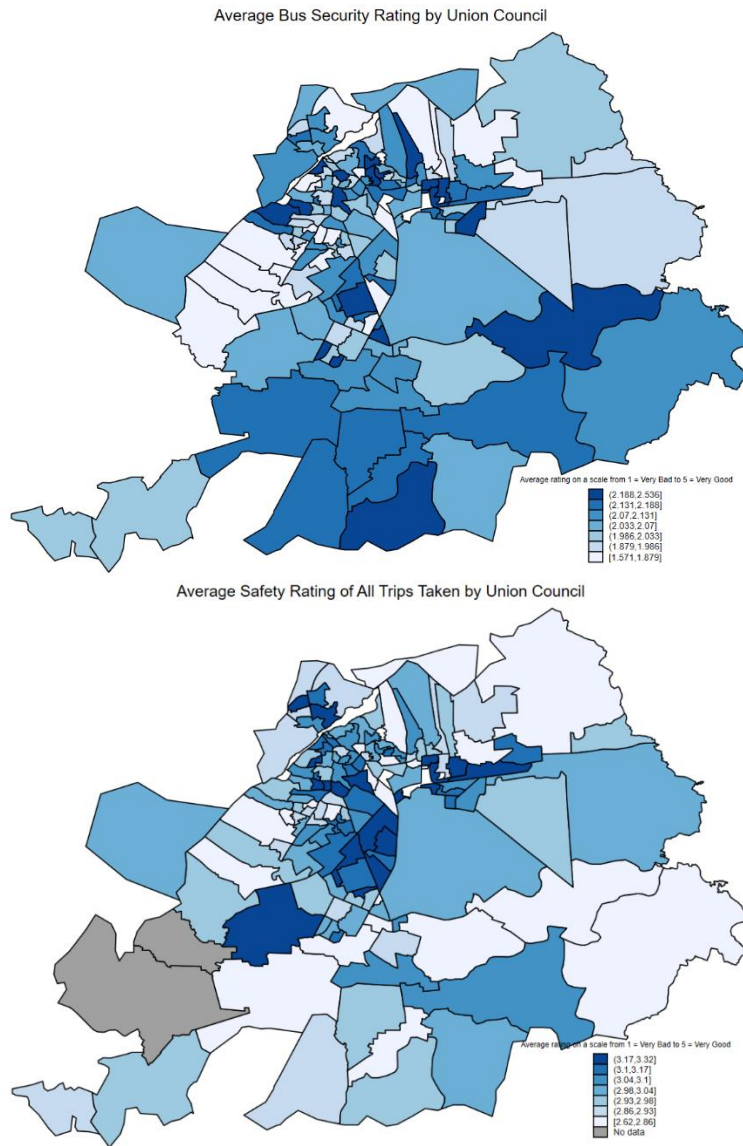 Average Bus Security Rating by Union Council
Average rating on a scale from 1 = Very Bad to 5 = Very Good
(2.188,2.536]
(2.131,2.188]
(2.07,2.131]
(2.033,2.07]
(1.986,2.033]
(1.879,1.986]
[1.571,1.879]
Average Safety Rating of All Trips Taken by Union Council
Average rating on a scale from 1 = Very Bad to 5 = Very Good
(3.17,3.32]
(3.1,3.17]
(3.04,3.1]
(2.98,3.04]
(2.93,2.98]
(2.86,2.93]
[2.62,2.86]
No data